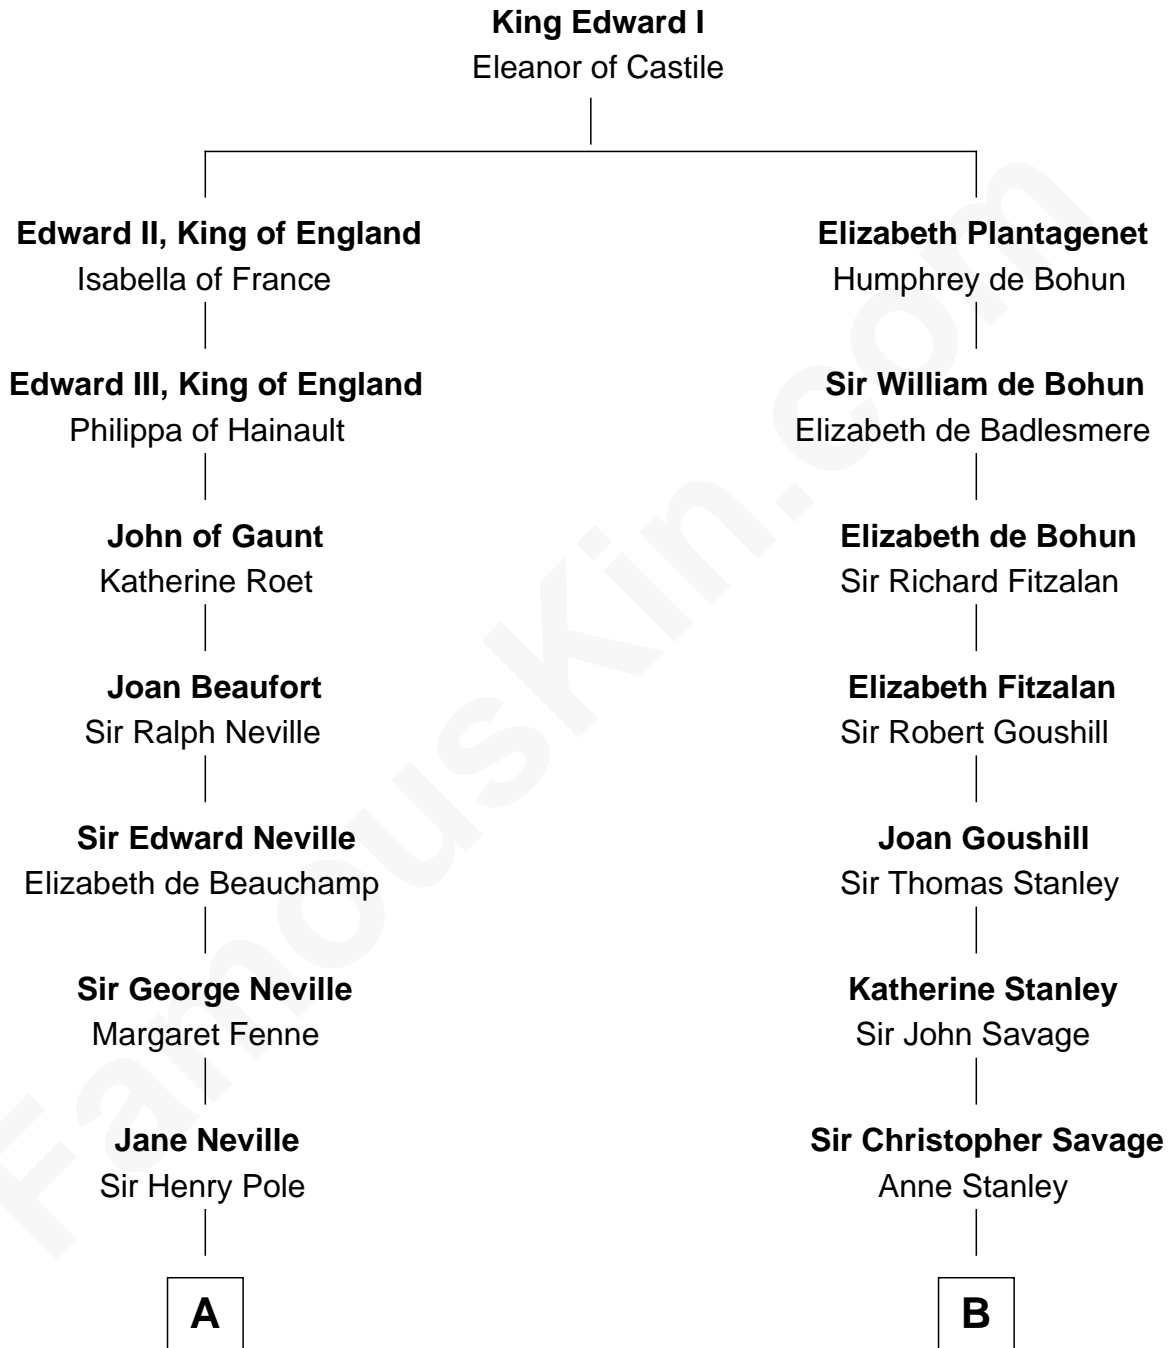 King Edward I
Eleanor of Castile
Edward II, King of England
Isabella of France
Elizabeth Plantagenet
Humphrey de Bohun
Edward III, King of England
Philippa of Hainault
Sir William de Bohun
Elizabeth de Badlesmere
John of Gaunt
Katherine Roet
Elizabeth de Bohun
Sir Richard Fitzalan
Joan Beaufort
Sir Ralph Neville
Elizabeth Fitzalan
Sir Robert Goushill
Sir Edward Neville
Elizabeth de Beauchamp
Joan Goushill
Sir Thomas Stanley
Sir George Neville
Margaret Fenne
Katherine Stanley
Sir John Savage
Jane Neville
Sir Henry Pole
Sir Christopher Savage
Anne Stanley
A
B
FamousKin.com